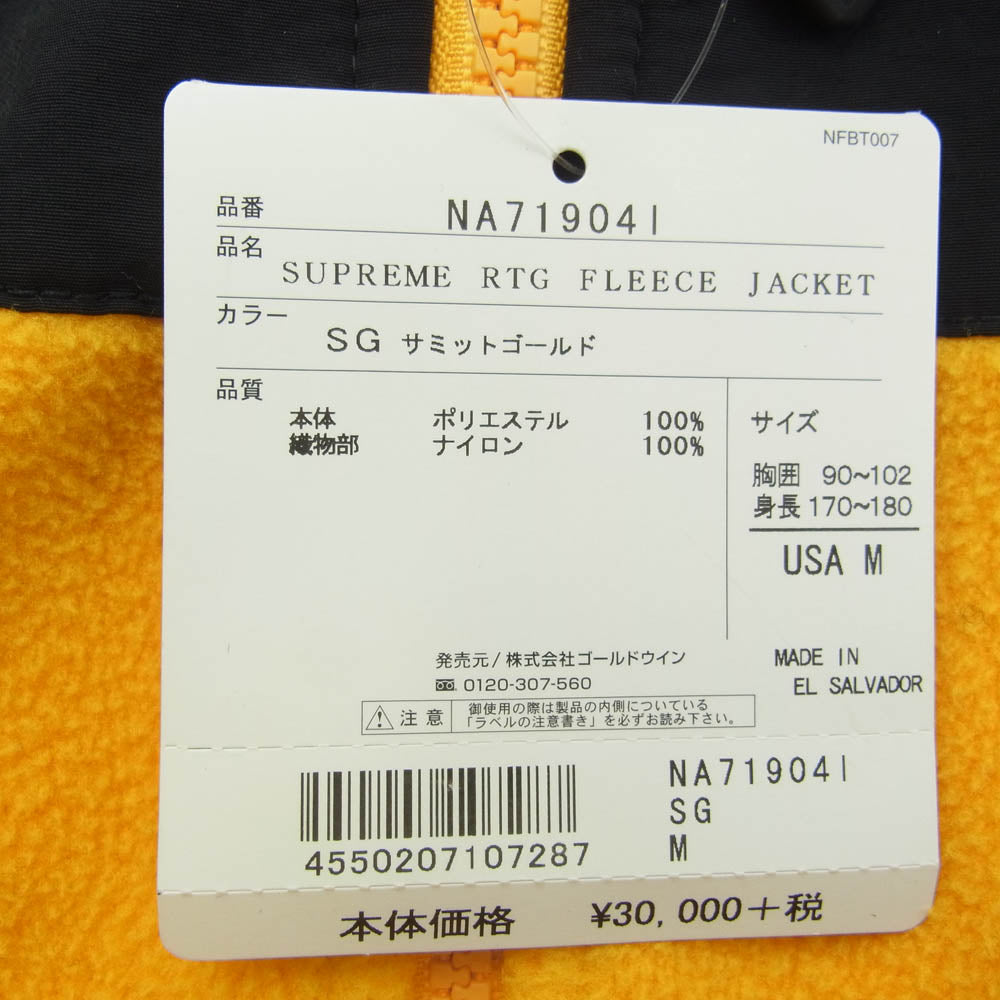 NFBT007
品番 NA71904I
品名
SUPREME RTG FLEECE JACKET
カラー
SG サミットゴールド
品質
本体 ポリエステル 100%
織物部 ナイロン 100%
サイズ
胸囲 90~102
身長 170~180
USA M
発売元/株式会社ゴールドウイン
0120-307-560
注意
御使用の際は製品の内側についている
「ラベルの注意書き」を必ずお読み下さい。
MADE IN
EL SALVADOR
4550207107287
NA71904I
SG
M
本体価格 ¥30,000+税